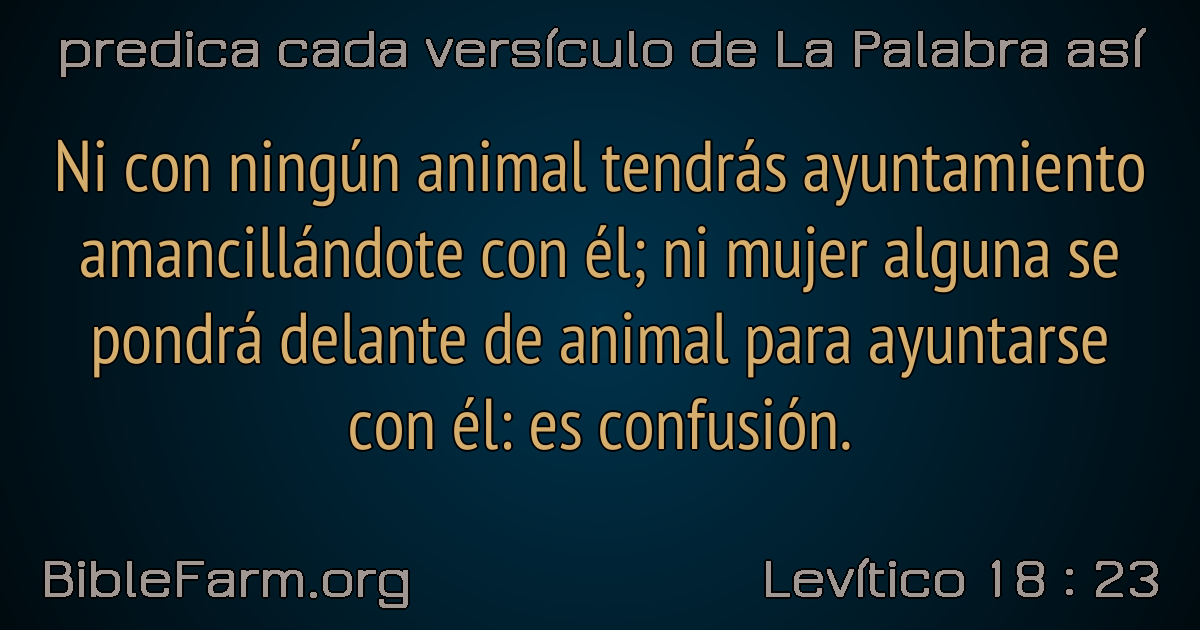 predica cada versículo de La Palabra así
Ni con ningún animal tendrás ayuntamiento
amancillándote con él; ni mujer alguna se
pondrá delante de animal para ayuntarse
con él: es confusión.
BibleFarm.org
Levítico 18 : 23